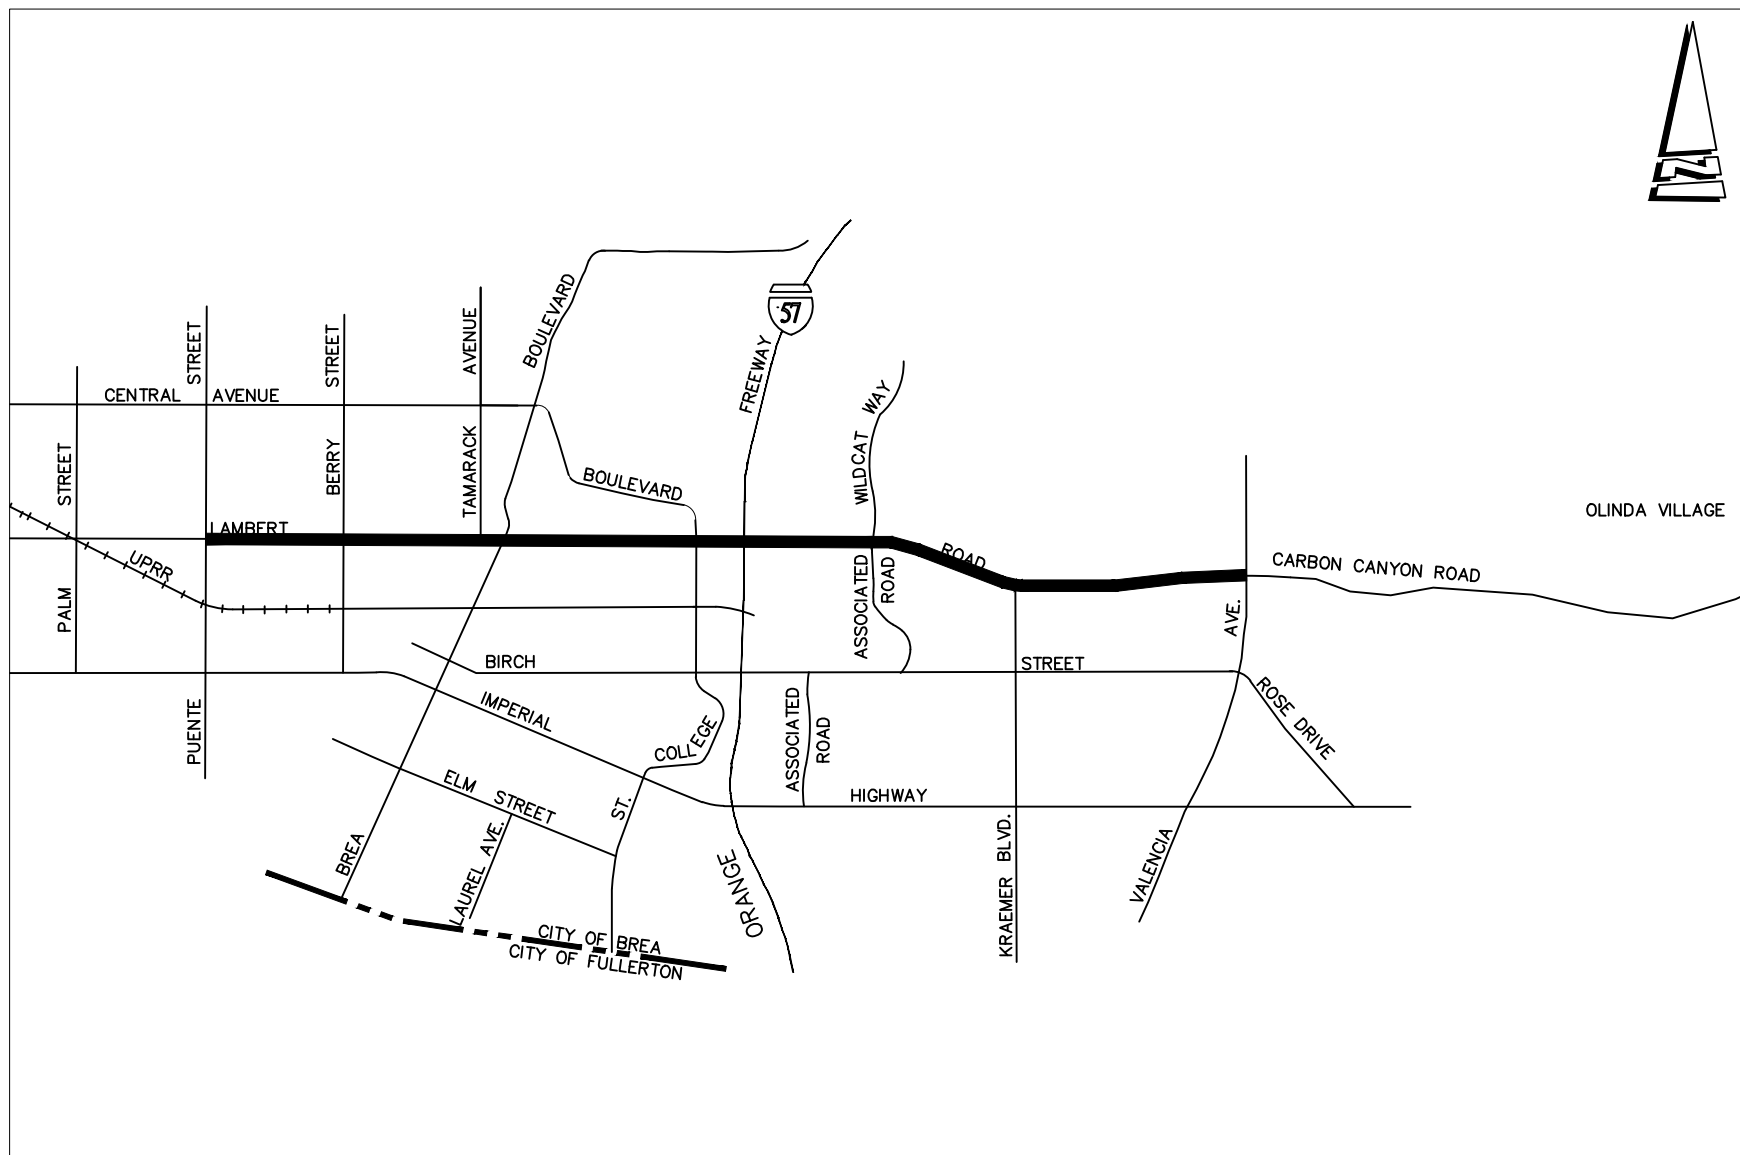 N
BOULEVARD
57
STREET
STREET
AVENUE
FREEWAY
CENTRAL AVENUE
WAY
STREET
BERRY
TAMARACK
BOULEVARD
WILDCAT
OLINDA VILLAGE
LAMBERT
ROAD
UPRR
ASSOCIATED
ROAD
CARBON CANYON ROAD
PALM
AVE.
BIRCH
STREET
PUENTE
IMPERIAL
COLLEGE
ASSOCIATED
ROAD
ROSE DRIVE
ELM STREET
ST.
HIGHWAY
BREA
LAUREL AVE.
ORANGE
KRAEMER BLVD.
VALENCIA
CITY OF BREA
CITY OF FULLERTON